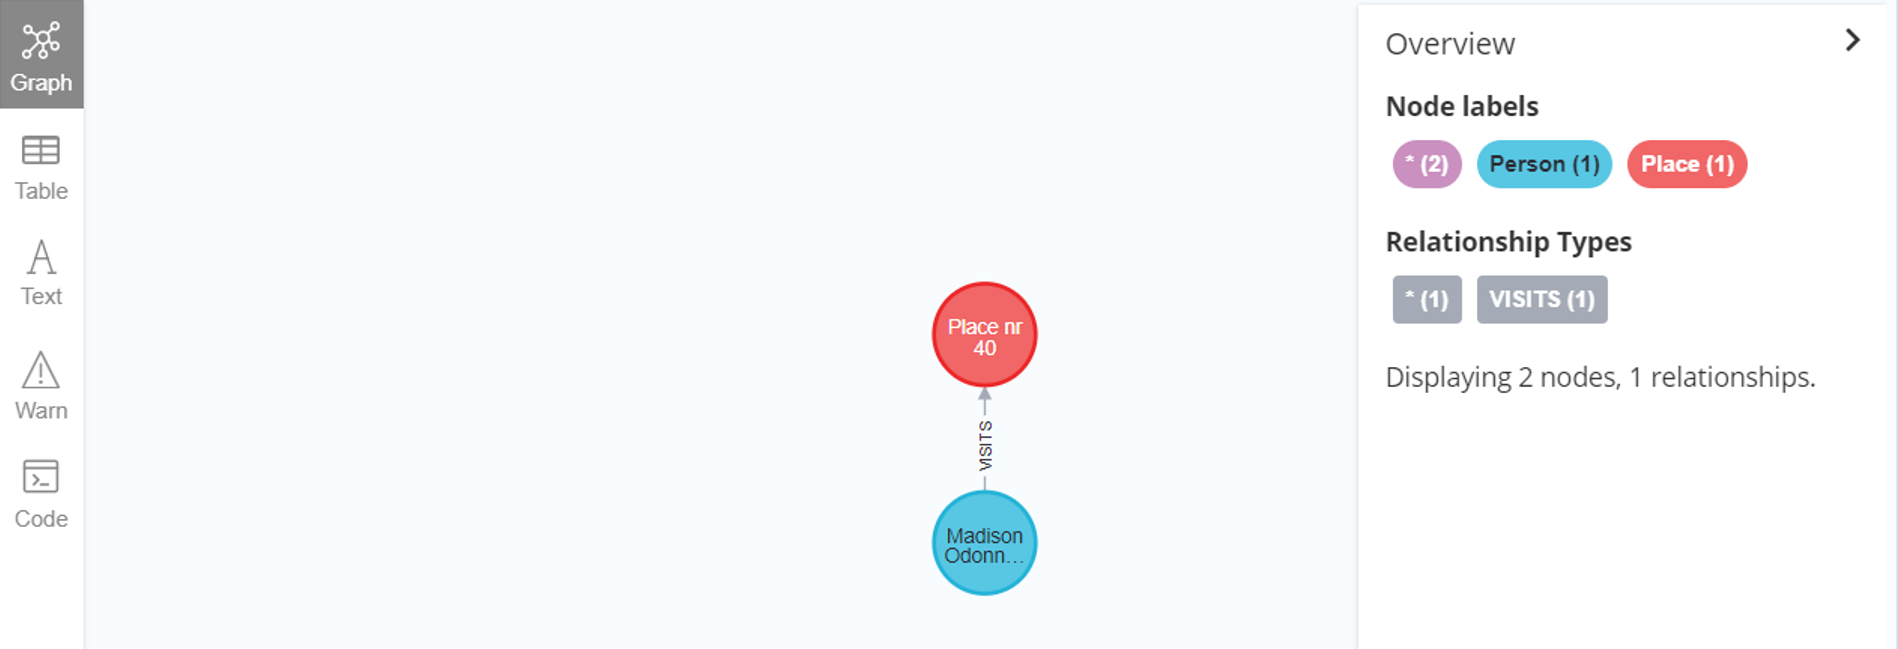 Graph
Table
Text
Warn
Code
Place nr
40
VISITS
Madison
Odonn...
Overview
Node labels
* (2) Person (1) Place (1)
Relationship Types
* (1) VISITS (1)
Displaying 2 nodes, 1 relationships.